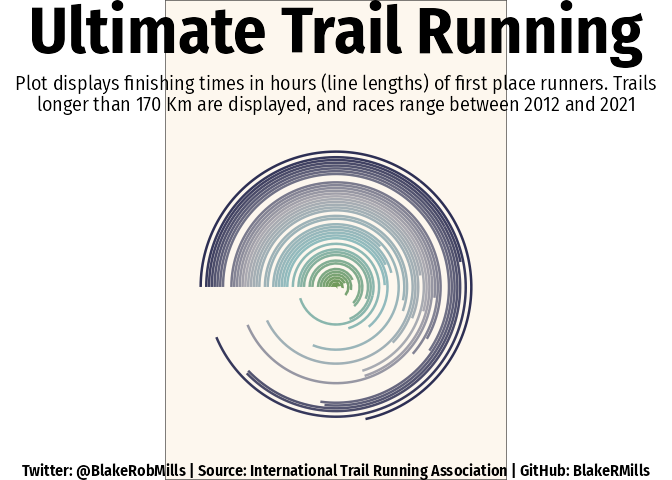 Ultimate Trail Running
Plot displays finishing times in hours (line lengths) of first place runners. Trails
longer than 170 Km are displayed, and races range between 2012 and 2021
Twitter: @BlakeRobMills | Source: International Trail Running Association | GitHub: BlakeRMills